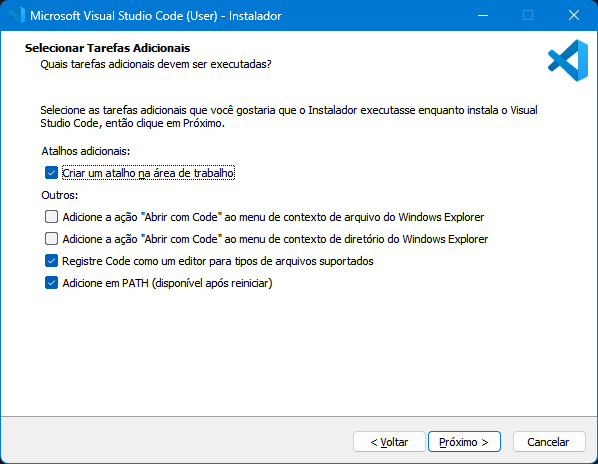 Microsoft Visual Studio Code (User) - Instalador
Selecionar Tarefas Adicionais
Quais tarefas adicionais devem ser executadas?
Selecione as tarefas adicionais que você gostaria que o Instalador executasse enquanto instala o Visual
Studio Code, então clique em Próximo.
Atalhos adicionais:
Criar um atalho na área de trabalho
Outros:
Adicione a ação "Abrir com Code" ao menu de contexto de arquivo do Windows Explorer
Adicione a ação "Abrir com Code" ao menu de contexto de diretório do Windows Explorer
Registre Code como um editor para tipos de arquivos suportados
Adicione em PATH (disponível após reiniciar)
< Voltar
Próximo >
Cancelar